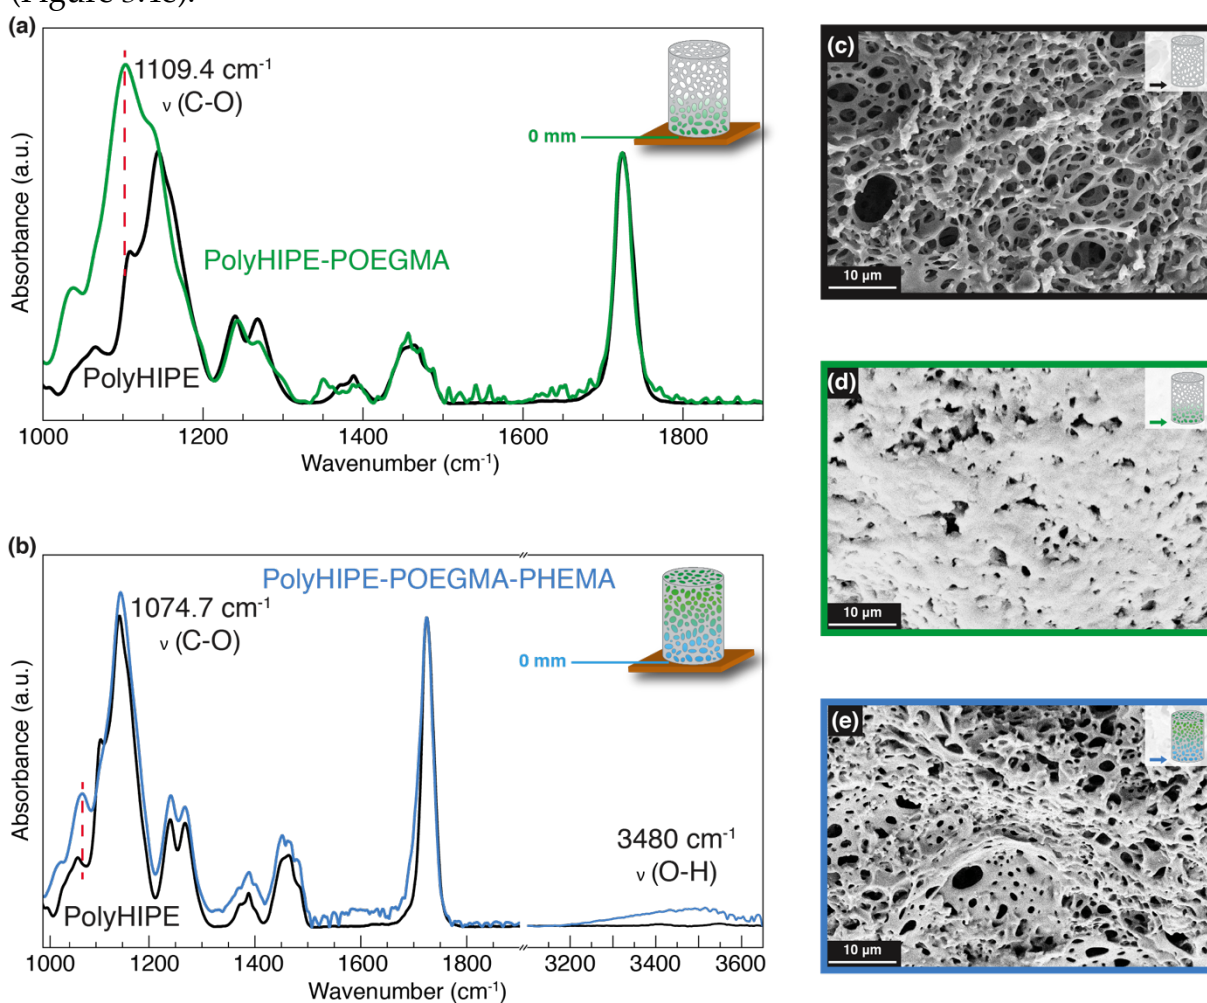 (Figure 3.4c).
(a)
1109.4 cm⁻¹
ν (C-O)
0 mm
PolyHIPE-POEGMA
PolyHIPE
Absorbance (a.u.)
1000 1200 1400 1600 1800
Wavenumber (cm⁻¹)
(b)
PolyHIPE-POEGMA-PHEMA
1074.7 cm⁻¹
ν (C-O)
0 mm
3480 cm⁻¹
ν (O-H)
PolyHIPE
Absorbance (a.u.)
1000 1200 1400 1600 1800 3200 3400 3600
Wavenumber (cm⁻¹)
(c)
10 µm
(d)
10 µm
(e)
10 µm